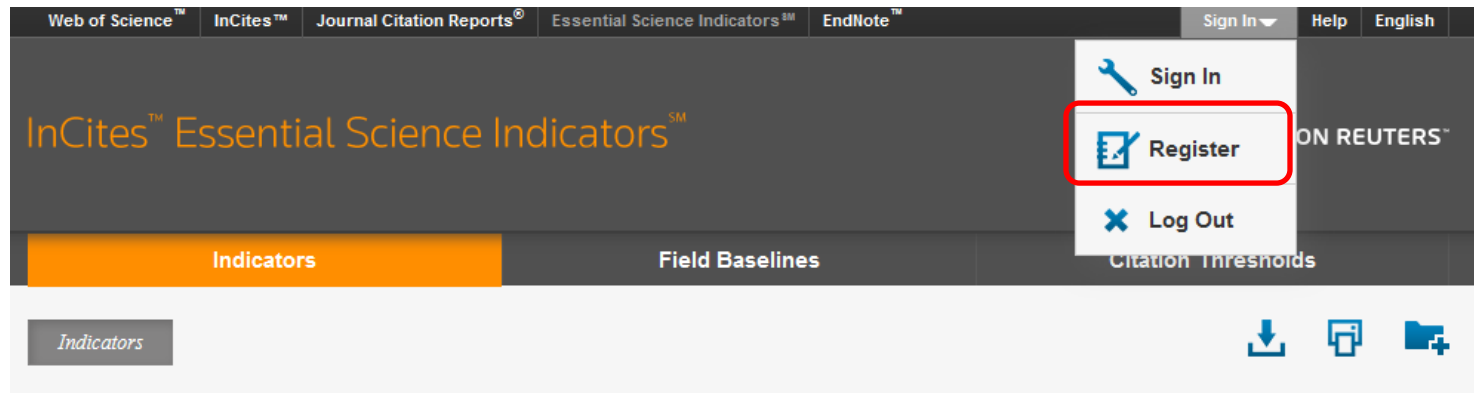 Web of Science™ InCites™ Journal Citation Reports® Essential Science Indicators℠ EndNote™ Sign In Help English
Sign In
InCites™ Essential Science Indicators℠
Register
ON REUTERS™
Log Out
Indicators Field Baselines Citation Thresholds
Indicators